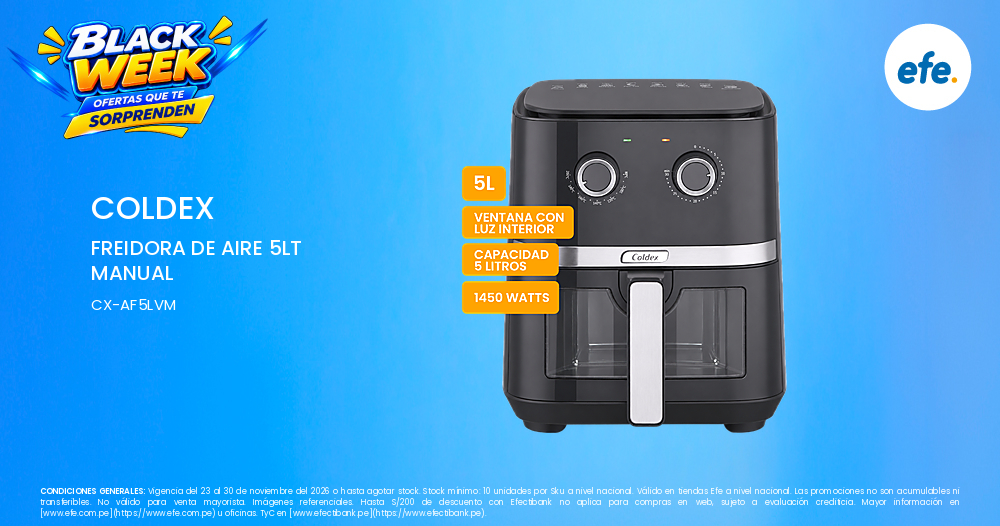 BLACK
WEEK
OFERTAS QUE TE
SORPRENDEN
efe.
COLDEX
FREIDORA DE AIRE 5LT
MANUAL
CX-AF5LVM
5L
VENTANA CON
LUZ INTERIOR
CAPACIDAD
5 LITROS
1450 WATTS
Coldex
CONDICIONES GENERALES: Vigencia del 23 al 30 de noviembre del 2026 o hasta agotar stock. Stock mínimo: 10 unidades por Sku a nivel nacional. Válido en tiendas Efe a nivel nacional. Las promociones no son acumulables ni
transferibles. No válido para venta mayorista. Imágenes referenciales. Hasta S/200 de descuento con Efectibank no aplica para compras en web, sujeto a evaluación crediticia. Mayor información en
[www.efe.com.pe](https://www.efe.com.pe) u oficinas. TyC en [www.efectibank.pe](https://www.efectibank.pe).